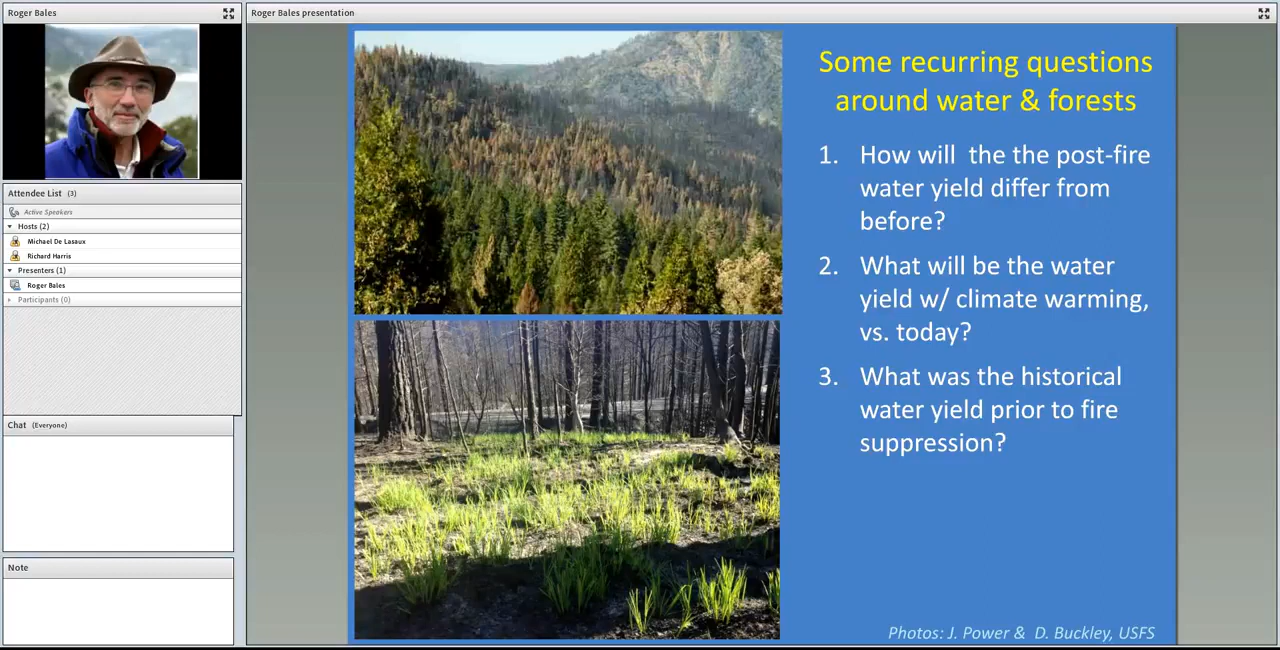 Roger Bales
Attendee List (3)
Active Speakers
Hosts (2)
Michael De Lasaux
Richard Harris
Presenters (1)
Roger Bales
Participants (0)
Chat (Everyone)
Note
Roger Bales presentation
Some recurring questions
around water & forests
1. How will the the post-fire
water yield differ from
before?
2. What will be the water
yield w/ climate warming,
vs. today?
3. What was the historical
water yield prior to fire
suppression?
Photos: J. Power & D. Buckley, USFS